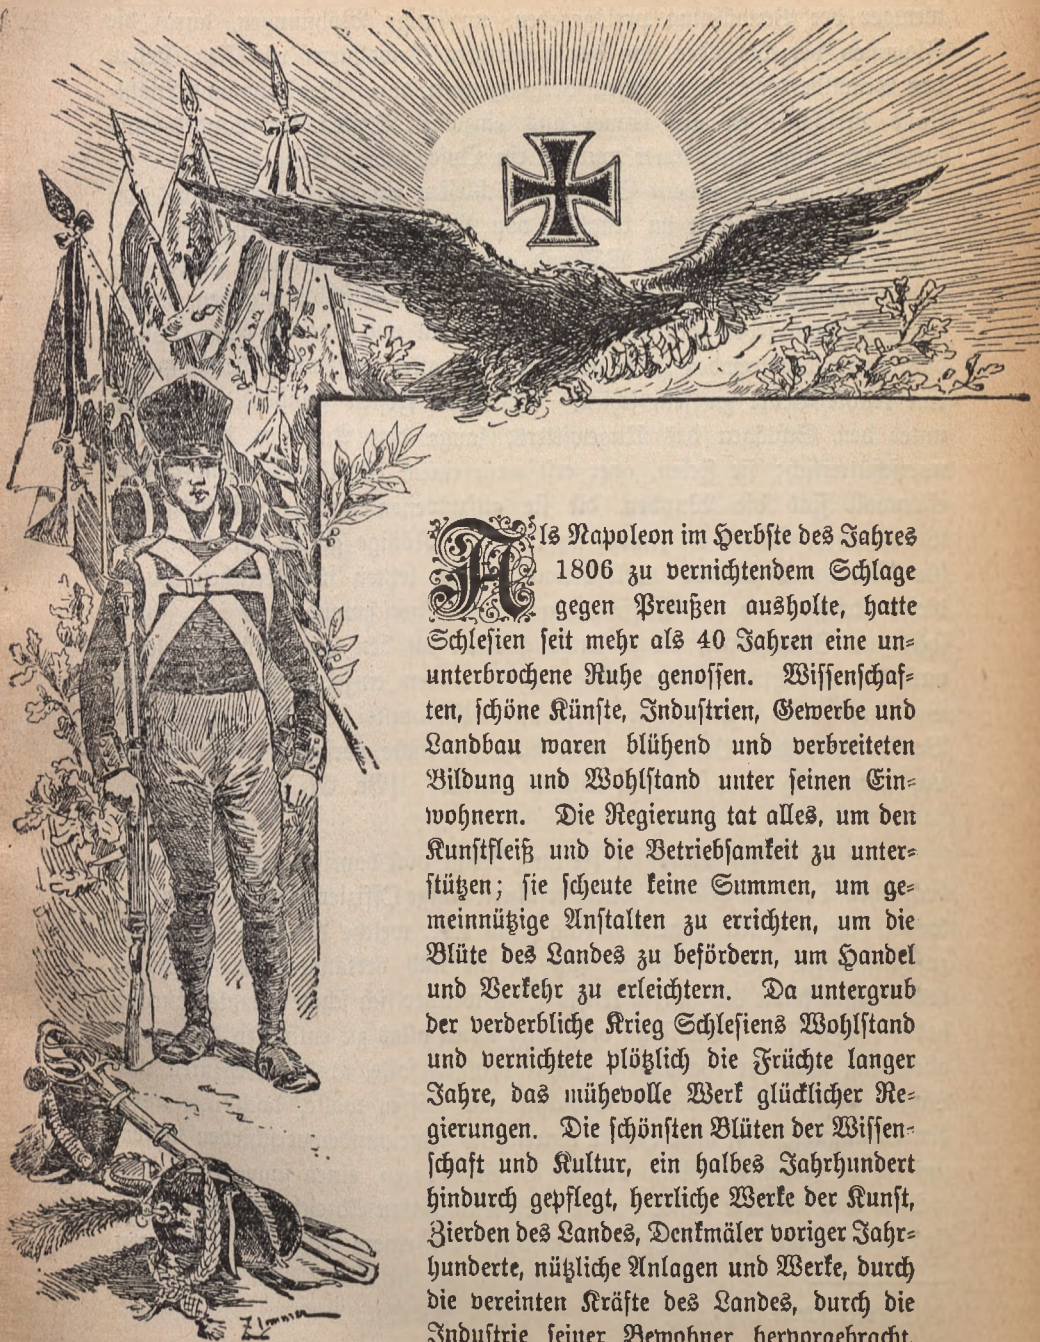 Als Napoleon im Herbste des Jahres
1806 zu vernichtendem Schlage
gegen Preußen ausholte, hatte
Schlesien seit mehr als 40 Jahren eine un-
unterbrochene Ruhe genossen. Wissenschaf-
ten, schöne Künste, Industrien, Gewerbe und
Landbau waren blühend und verbreiteten
Bildung und Wohlstand unter seinen Ein-
wohnern. Die Regierung tat alles, um den
Kunstfleiß und die Betriebsamkeit zu unter-
stützen; sie scheute keine Summen, um ge-
meinnützige Anstalten zu errichten, um die
Blüte des Landes zu befördern, um Handel
und Verkehr zu erleichtern. Da untergrub
der verderbliche Krieg Schlesiens Wohlstand
und vernichtete plötzlich die Früchte langer
Jahre, das mühevolle Werk glücklicher Re-
gierungen. Die schönsten Blüten der Wissen-
schaft und Kultur, ein halbes Jahrhundert
hindurch gepflegt, herrliche Werke der Kunst,
Zierden des Landes, Denkmäler voriger Jahr-
hunderte, nützliche Anlagen und Werke, durch
die vereinten Kräfte des Landes, durch die
Industrie seiner Bewohner hervorgebracht,